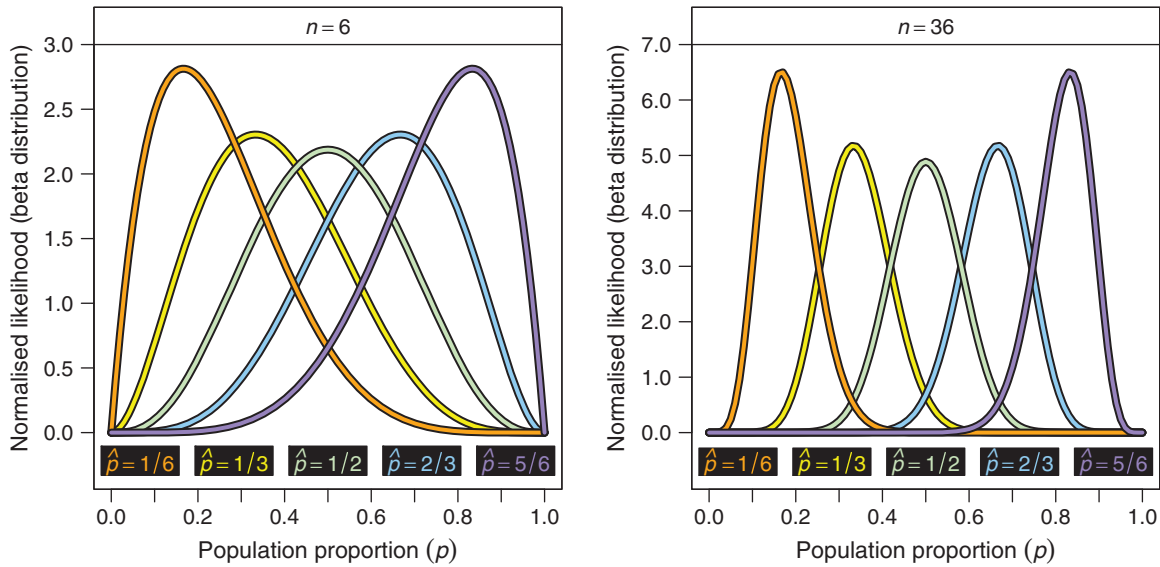 n = 6
Normalised likelihood (beta distribution)
3.0
2.5
2.0
1.5
1.0
0.5
0.0
p̂ = 1/6 p̂ = 1/3 p̂ = 1/2 p̂ = 2/3 p̂ = 5/6
0.0 0.2 0.4 0.6 0.8 1.0
Population proportion (p)
n = 36
Normalised likelihood (beta distribution)
7.0
6.0
5.0
4.0
3.0
2.0
1.0
0.0
p̂ = 1/6 p̂ = 1/3 p̂ = 1/2 p̂ = 2/3 p̂ = 5/6
0.0 0.2 0.4 0.6 0.8 1.0
Population proportion (p)